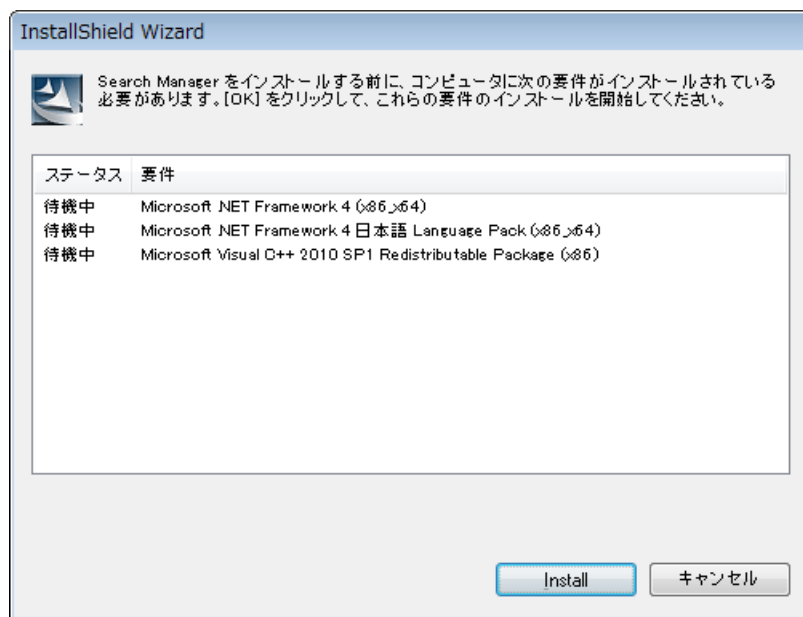 InstallShield Wizard
Search Manager をインストールする前に、コンピュータに次の要件がインストールされている
必要があります。[OK] をクリックして、これらの要件のインストールを開始してください。
ステータス 要件
待機中 Microsoft .NET Framework 4 (x86_x64)
待機中 Microsoft .NET Framework 4 日本語 Language Pack (x86_x64)
待機中 Microsoft Visual C++ 2010 SP1 Redistributable Package (x86)
Install キャンセル